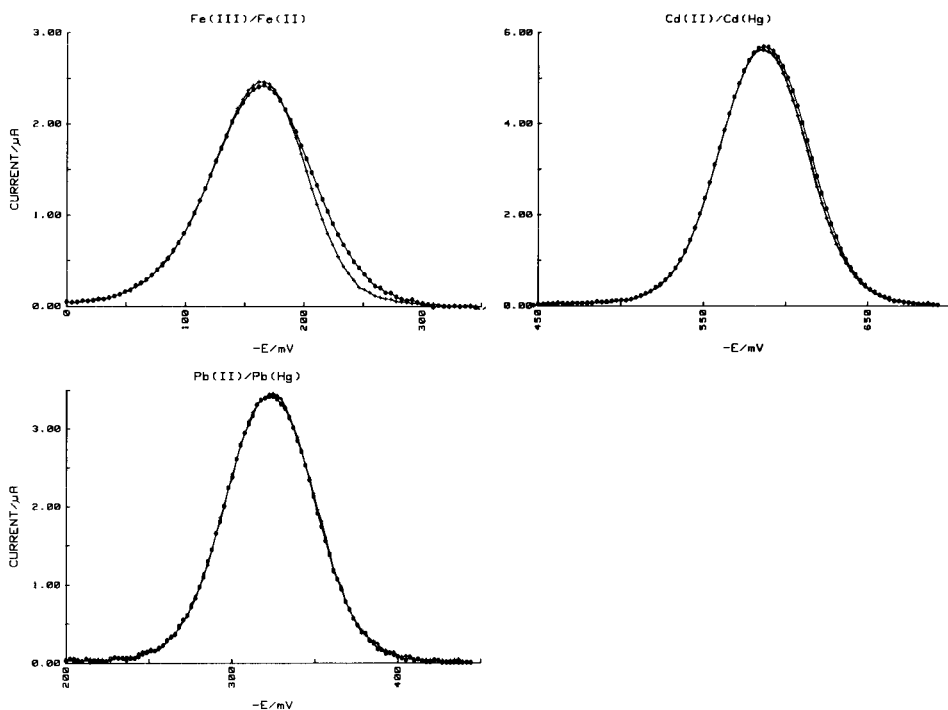 Fe(III)/Fe(II)
3.00
2.00
1.00
0.00
CURRENT/μA
0
100
200
300
-E/mV
Cd(II)/Cd(Hg)
6.00
4.00
2.00
0.00
450
550
650
-E/mV
Pb(II)/Pb(Hg)
3.00
2.00
1.00
0.00
CURRENT/μA
200
300
400
-E/mV